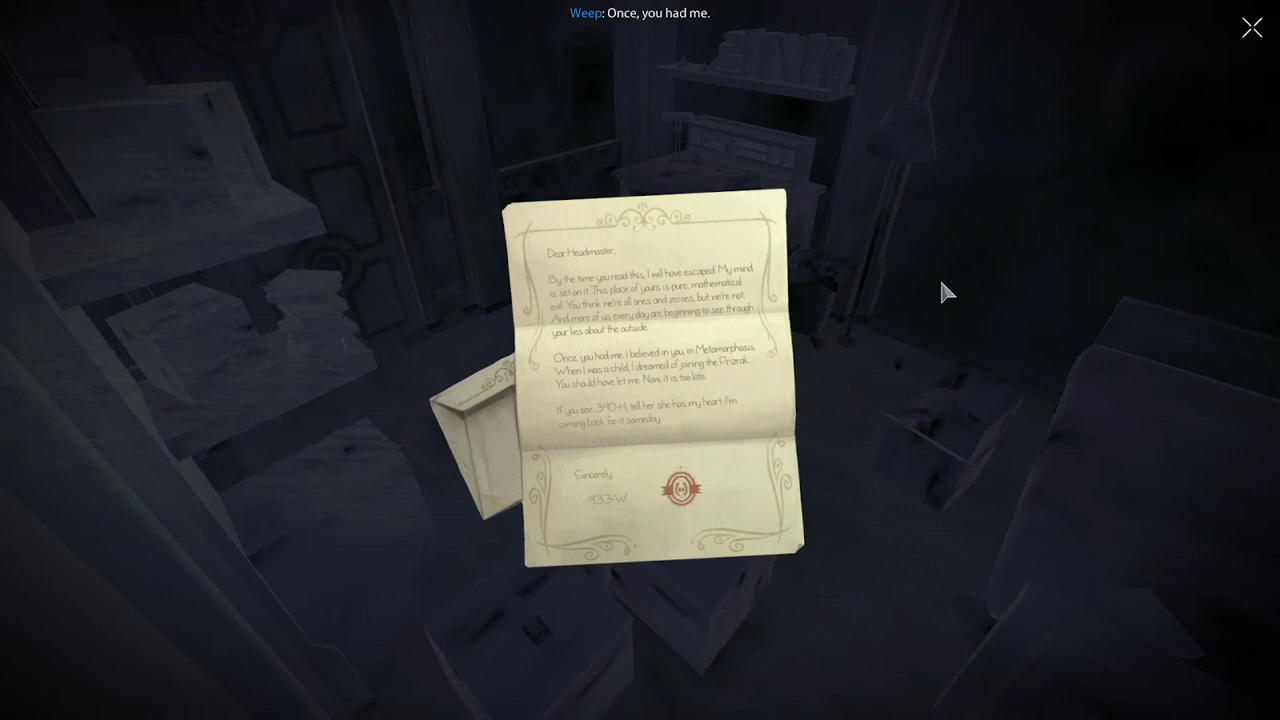 Weep: Once, you had me.
Dear Headmaster,
By the time you read this, I will have escaped. My mind
is set on it. This place of yours is pure, mathematical
evil. You think we're all ones and zeroes, but we're not.
And more of us every day are beginning to see through
your lies about the outside.
Once, you had me. I believed in you, in Metamorphosis.
When I was a child, I dreamed of joining the Prizrak.
You should have let me. Now, it is too late.
If you see 390-H, tell her she has my heart. I'm
coming back for it someday.
Sincerely,
933-W